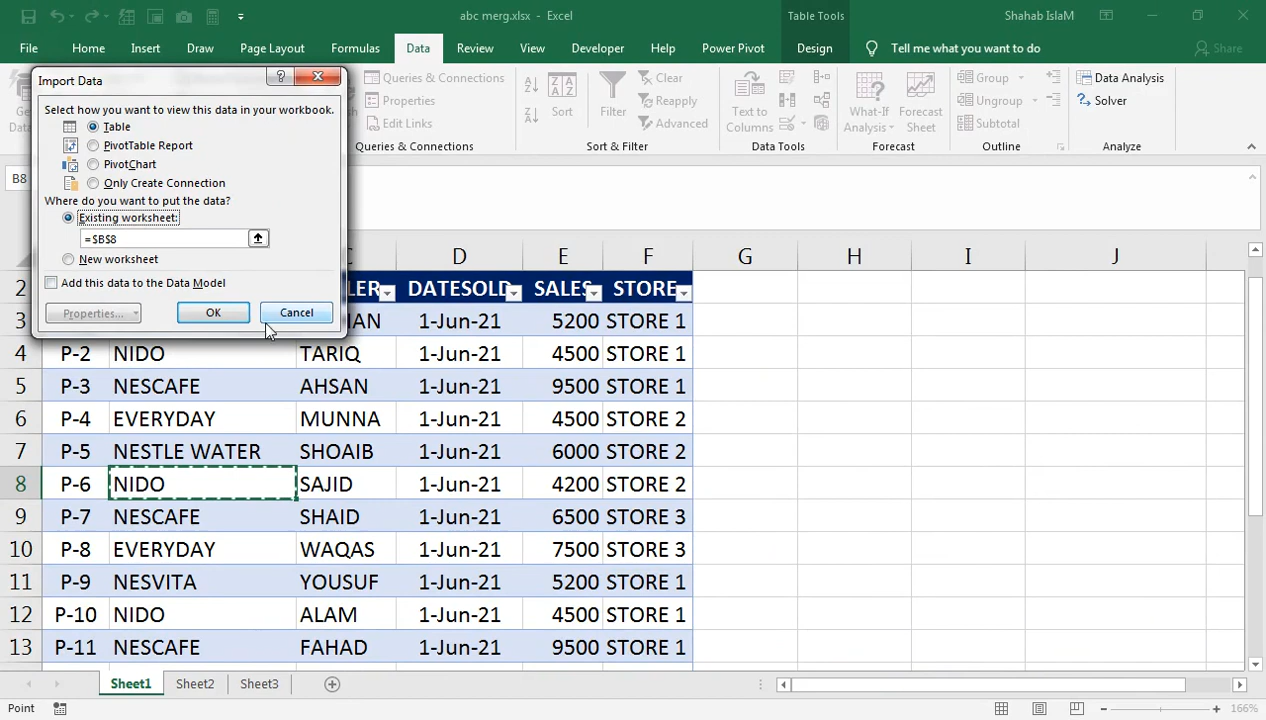 abc merg.xlsx - Excel
Table Tools
Shahab IslaM
File Home Insert Draw Page Layout Formulas Data Review View Developer Help Power Pivot Design Tell me what you want to do Share
Queries & Connections
Properties
Edit Links
Queries & Connections
Sort
Filter
Clear
Reapply
Advanced
Sort & Filter
Text to
Columns
Data Tools
What-If
Analysis
Forecast
Sheet
Forecast
Group
Ungroup
Subtotal
Outline
Data Analysis
Solver
Analyze
Import Data
Select how you want to view this data in your workbook.
Table
PivotTable Report
PivotChart
Only Create Connection
Where do you want to put the data?
Existing worksheet:
=$B$8
New worksheet
Add this data to the Data Model
Properties...
OK
Cancel
B8
D E F G H I J
2 DATESOLD SALES STORE
3 1-Jun-21 5200 STORE 1
4 P-2 NIDO TARIQ 1-Jun-21 4500 STORE 1
5 P-3 NESCAFE AHSAN 1-Jun-21 9500 STORE 1
6 P-4 EVERYDAY MUNNA 1-Jun-21 4500 STORE 2
7 P-5 NESTLE WATER SHOAIB 1-Jun-21 6000 STORE 2
8 P-6 NIDO SAJID 1-Jun-21 4200 STORE 2
9 P-7 NESCAFE SHAID 1-Jun-21 6500 STORE 3
10 P-8 EVERYDAY WAQAS 1-Jun-21 7500 STORE 3
11 P-9 NESVITA YOUSUF 1-Jun-21 5200 STORE 1
12 P-10 NIDO ALAM 1-Jun-21 4500 STORE 1
13 P-11 NESCAFE FAHAD 1-Jun-21 9500 STORE 1
Sheet1 Sheet2 Sheet3
Point
166%